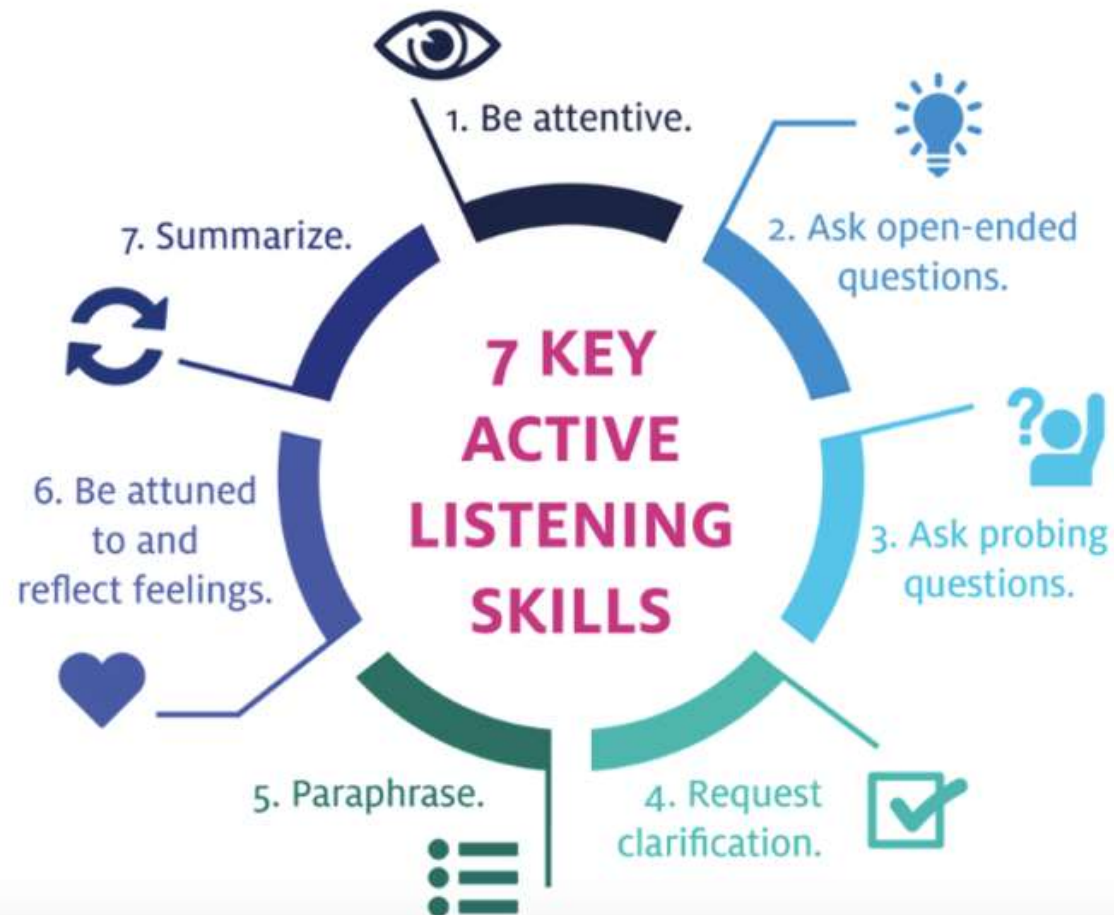 7 KEY
ACTIVE
LISTENING
SKILLS
1. Be attentive.
2. Ask open-ended
questions.
3. Ask probing
questions.
4. Request
clarification.
5. Paraphrase.
6. Be attuned
to and
reflect feelings.
7. Summarize.
?